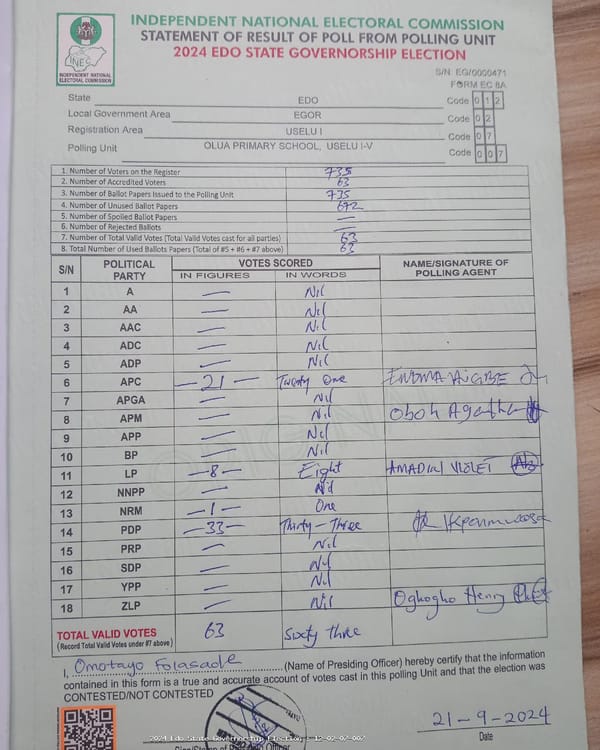 INDEPENDENT NATIONAL ELECTORAL COMMISSION
STATEMENT OF RESULT OF POLL FROM POLLING UNIT
2024 EDO STATE GOVERNORSHIP ELECTION
INEC
INDEPENDENT NATIONAL
ELECTORAL COMMISSION
S/N: EG/0000471
FORM EC 8A
State EDO Code 0 1 2
Local Government Area EGOR Code 0 2
Registration Area USELU I Code 0 7
Polling Unit OLUA PRIMARY SCHOOL, USELU I-V Code 0 0 7
1. Number of Voters on the Register 735
2. Number of Accredited Voters 63
3. Number of Ballot Papers Issued to the Polling Unit 735
4. Number of Unused Ballot Papers 672
5. Number of Spoiled Ballot Papers —
6. Number of Rejected Ballots —
7. Number of Total Valid Votes (Total Valid Votes cast for all parties) 63
8. Total Number of Used Ballots Papers (Total of #5 + #6 + #7 above) 63
S/N POLITICAL PARTY VOTES SCORED NAME/SIGNATURE OF POLLING AGENT
IN FIGURES IN WORDS
1 A — Nil
2 AA — Nil
3 AAC — Nil
4 ADC — Nil
5 ADP — Nil
6 APC —21— Twenty One
7 APGA — Nil
8 APM — Nil Oboh Agatha
9 APP — Nil
10 BP — Nil
11 LP —8— Eight AMADIN VIOLET
12 NNPP — Nil
13 NRM —1— One
14 PDP —33— Thirty-Three
15 PRP — Nil
16 SDP — Nil
17 YPP — Nil
18 ZLP — Nil Oghogho Henry
TOTAL VALID VOTES 63 Sixty three
(Record Total Valid Votes under #7 above)
I, Omotayo Folasade (Name of Presiding Officer) hereby certify that the information
contained in this form is a true and accurate account of votes cast in this polling Unit and that the election was
CONTESTED/NOT CONTESTED
21-9-2024
2024 Edo State Governorship Election - 12-02-07-007
Date